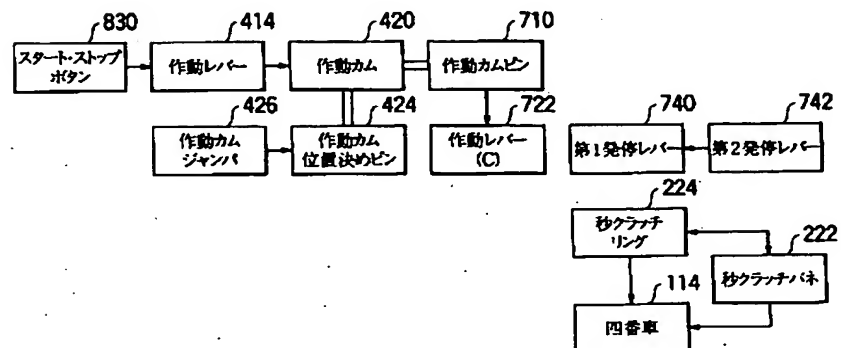 830
414
420
710
スタート・ストップ
ボタン
作動レバー
作動カム
作動カムピン
426
424
722
740
742
作動カム
ジャンパ
作動カム
位置決めピン
作動レバー
(C)
第1発停レバー
第2発停レバー
224
秒クラッチ
リング
222
秒クラッチバネ
114
四番車